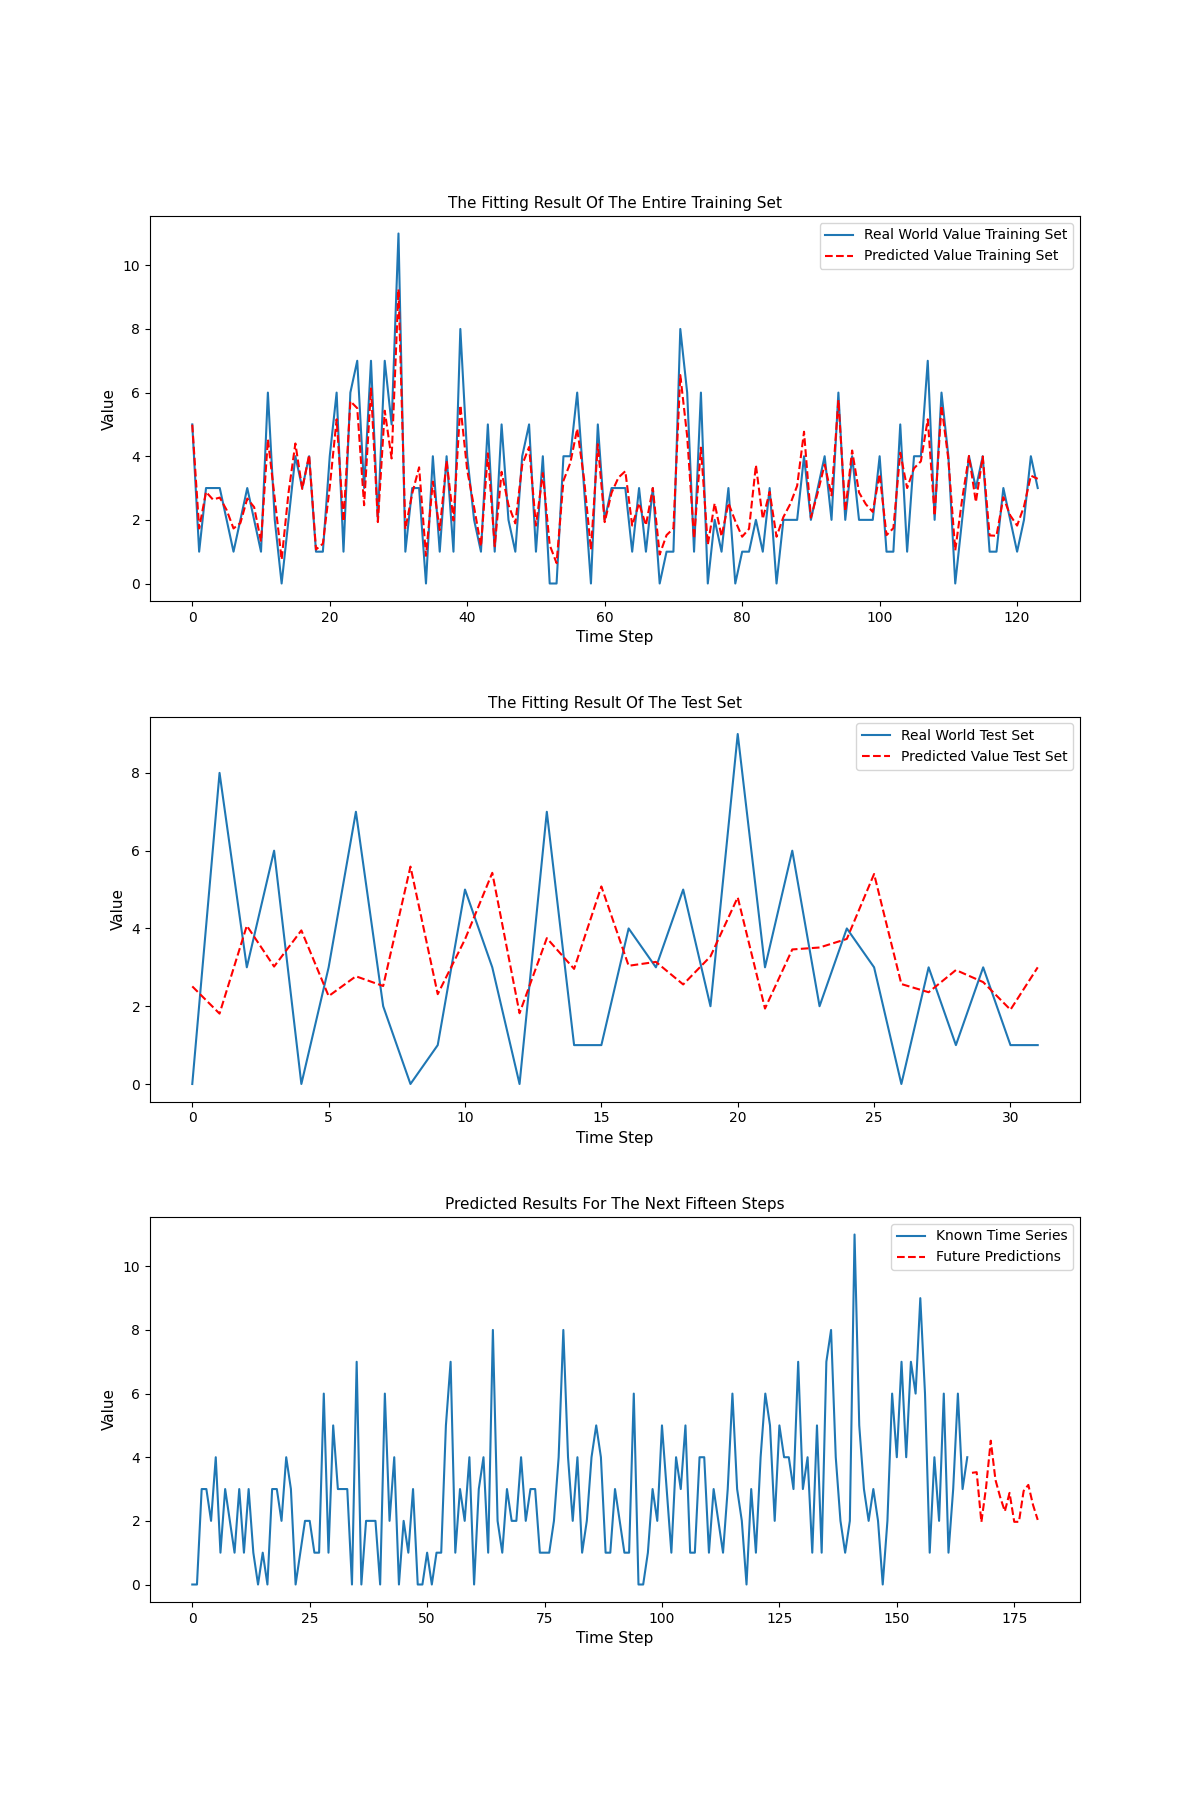 The Fitting Result Of The Entire Training Set
Real World Value Training Set
Predicted Value Training Set
Value
10
8
6
4
2
0
0 20 40 60 80 100 120
Time Step
The Fitting Result Of The Test Set
Real World Test Set
Predicted Value Test Set
Value
8
6
4
2
0
0 5 10 15 20 25 30
Time Step
Predicted Results For The Next Fifteen Steps
Known Time Series
Future Predictions
Value
10
8
6
4
2
0
0 25 50 75 100 125 150 175
Time Step